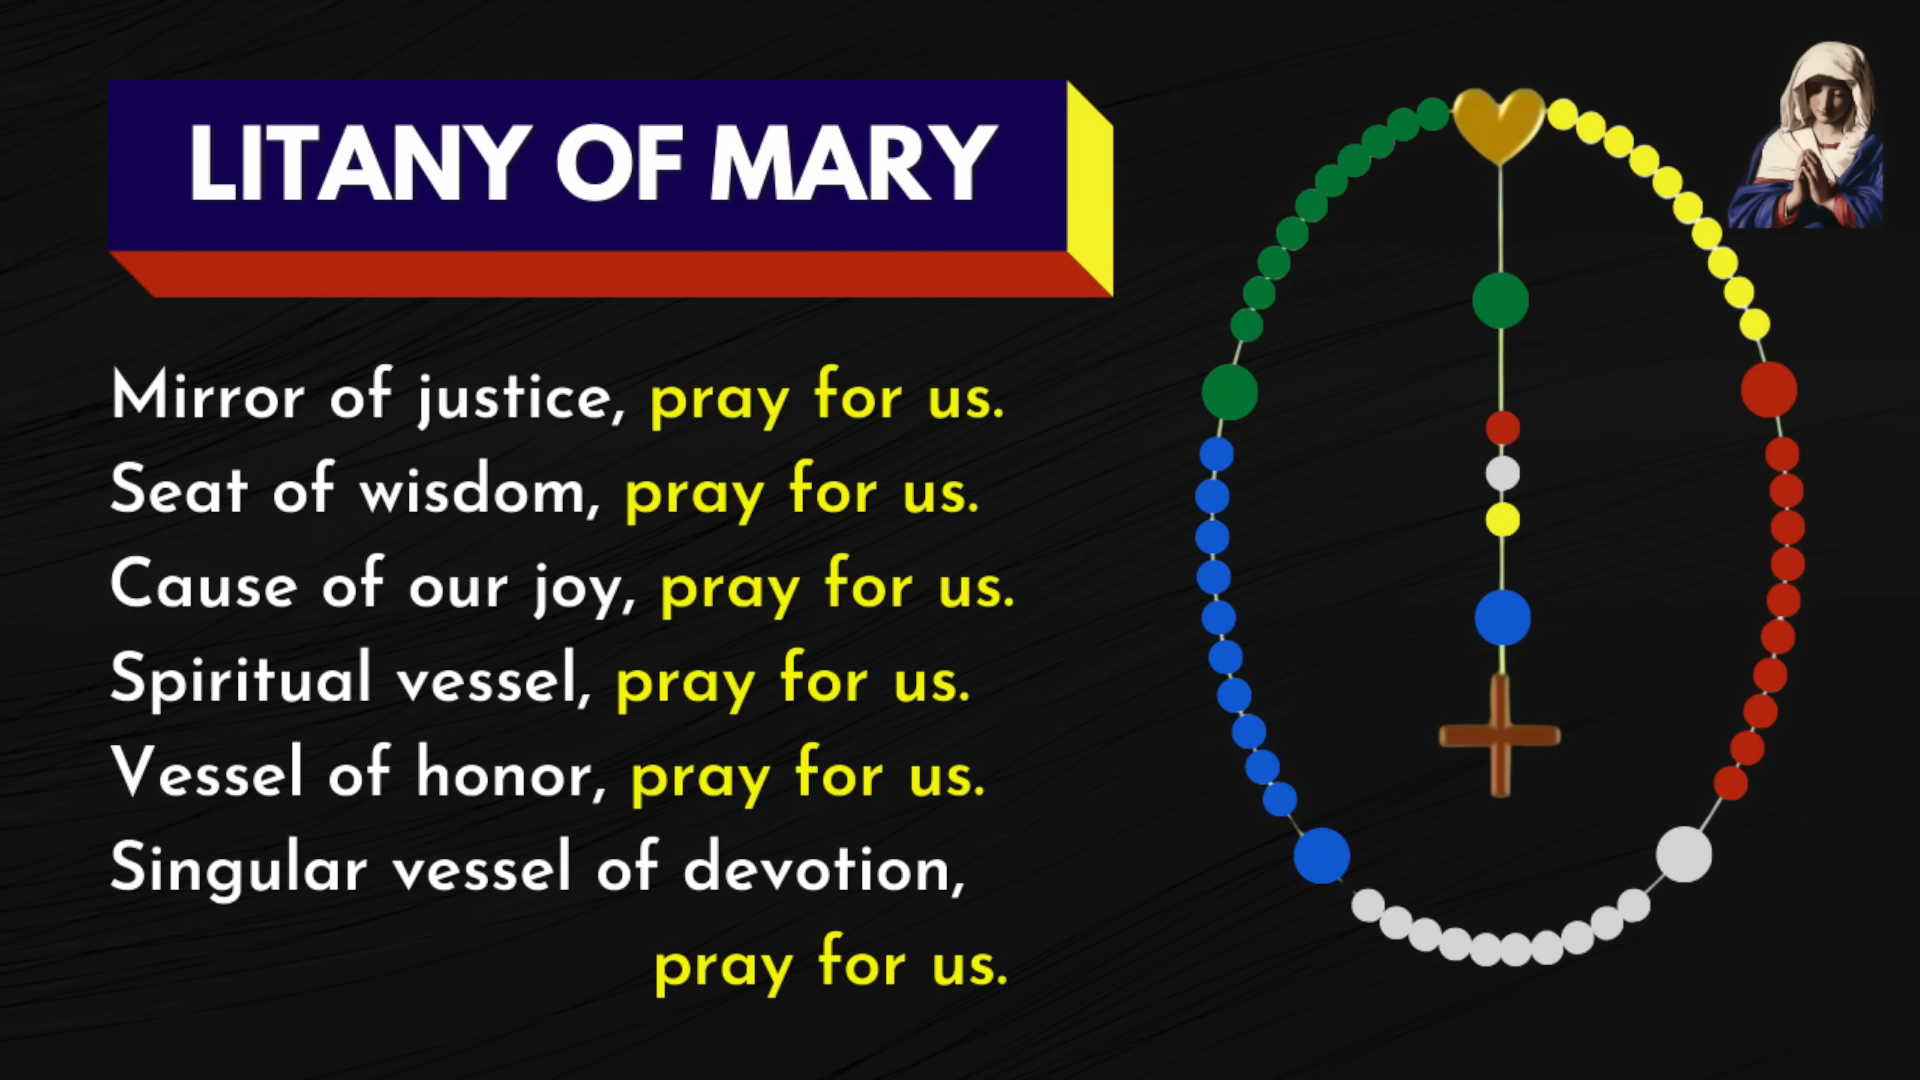 LITANY OF MARY
Mirror of justice, pray for us.
Seat of wisdom, pray for us.
Cause of our joy, pray for us.
Spiritual vessel, pray for us.
Vessel of honor, pray for us.
Singular vessel of devotion,
pray for us.